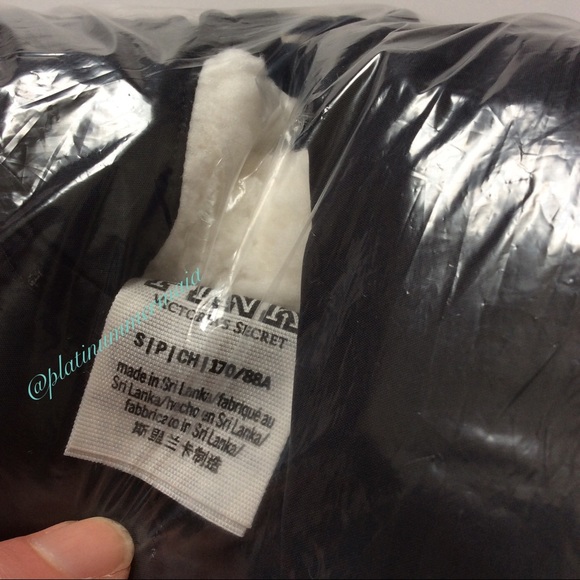 PINK
VICTORIA'S SECRET
S|P|CH|170/88A
made in Sri Lanka/fabriqué au
Sri Lanka/hecho en Sri Lanka/
fabbricato in Sri Lanka/
斯里兰卡制造